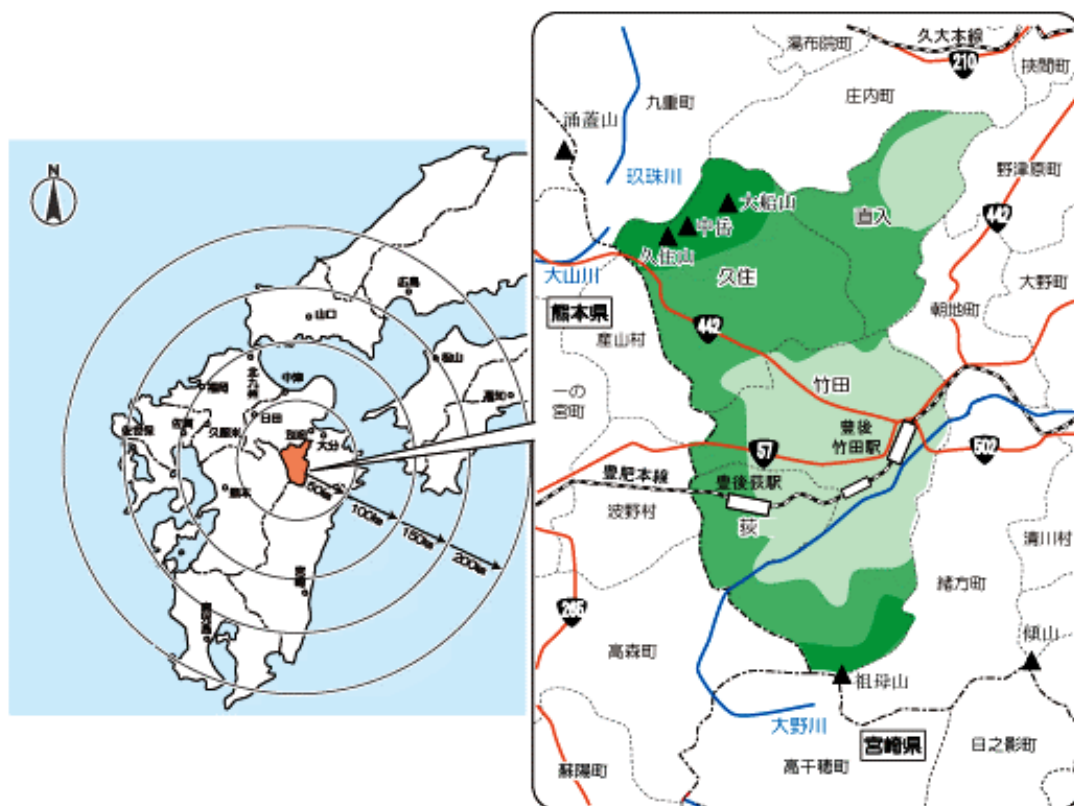 N
広島
山口
松山
高知
北九州
福岡
中津
日田
佐賀
久留米
佐世保
別府
大分
熊本
50km
100km
150km
200km
宮崎
鹿児島
久大本線
210
湯布院町
挾間町
庄内町
九重町
涌蓋山
玖珠川
野津原町
大船山
中岳
直入
442
久住山
久住
大山川
大野町
熊本県
朝地町
442
産山村
竹田
一の
宮町
豊後
竹田駅
57
502
豊肥本線
豊後荻駅
波野村
荻
清川村
緒方町
265
高森町
傾山
祖母山
大野川
宮崎県
日之影町
蘇陽町
高千穂町